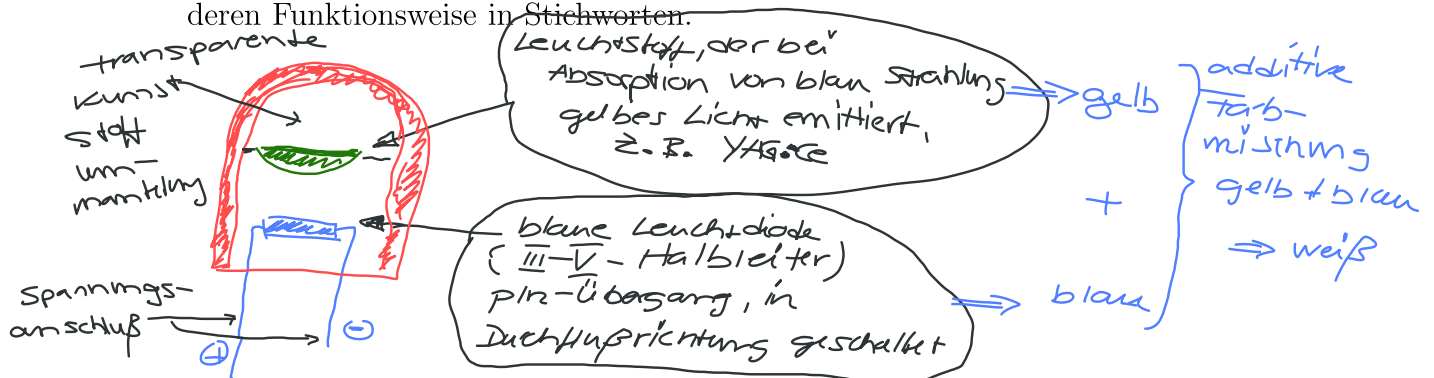 deren Funktionsweise in Stichworten.
transparente
Kunst
stoff
um-
mantelung
Leuchtstoff, der bei
Absorption von blau Strahlung
gelbes Licht emittiert,
z. B. YAG:Ce
blaue Leuchtdiode
(III-V-Halbleiter)
p/n-Übergang, in
Durchflußrichtung geschaltet
Spannungs-
anschluß
+
-
⇒ gelb
+
⇒ blau
additive
Farb-
mischung
gelb + blau
⇒ weiß